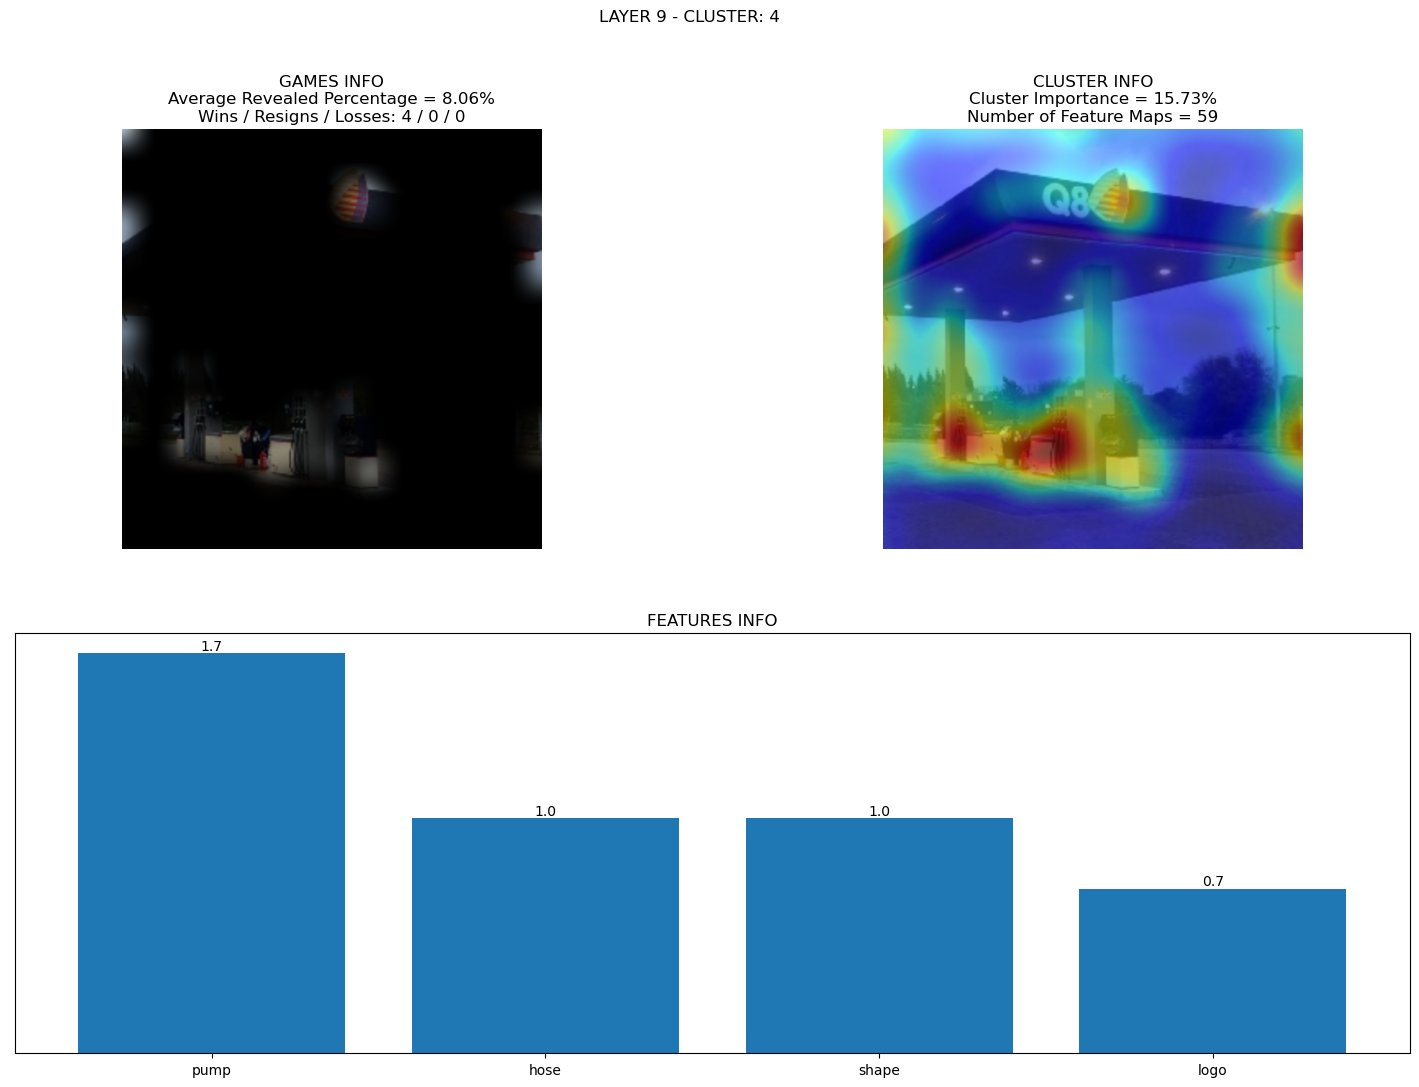 LAYER 9 - CLUSTER: 4
GAMES INFO
Average Revealed Percentage = 8.06%
Wins / Resigns / Losses: 4 / 0 / 0
CLUSTER INFO
Cluster Importance = 15.73%
Number of Feature Maps = 59
Q8
FEATURES INFO
1.7
1.0
1.0
0.7
pump
hose
shape
logo